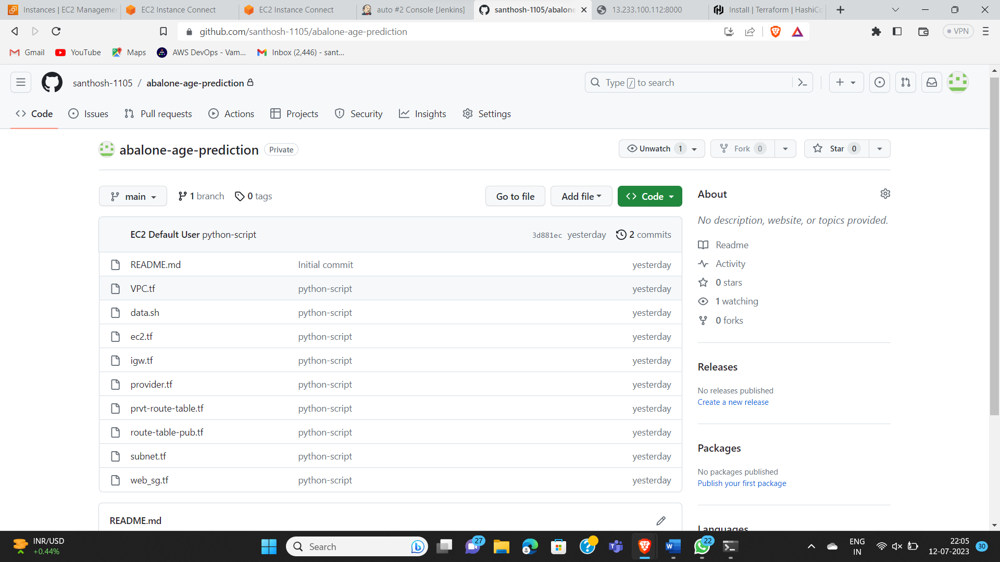 Instances | EC2 Managemen
EC2 Instance Connect
EC2 Instance Connect
auto #2 Console [Jenkins]
santhosh-1105/abalone
13.233.100.112:8000
Install | Terraform | HashiCo
github.com/santhosh-1105/abalone-age-prediction
VPN
Gmail
YouTube
Maps
AWS DevOps - Vam...
Inbox (2,446) - sant...
santhosh-1105 / abalone-age-prediction
Type / to search
Code
Issues
Pull requests
Actions
Projects
Security
Insights
Settings
abalone-age-prediction
Private
Unwatch 1
Fork 0
Star 0
main
1 branch
0 tags
Go to file
Add file
Code
EC2 Default User python-script
3d881ec yesterday
2 commits
README.md Initial commit yesterday
VPC.tf python-script yesterday
data.sh python-script yesterday
ec2.tf python-script yesterday
igw.tf python-script yesterday
provider.tf python-script yesterday
prvt-route-table.tf python-script yesterday
route-table-pub.tf python-script yesterday
subnet.tf python-script yesterday
web_sg.tf python-script yesterday
README.md
About
No description, website, or topics provided.
Readme
Activity
0 stars
1 watching
0 forks
Releases
No releases published
Create a new release
Packages
No packages published
Publish your first package
Languages
INR/USD
+0.44%
Search
27
22
ENG
IN
22:05
12-07-2023
30